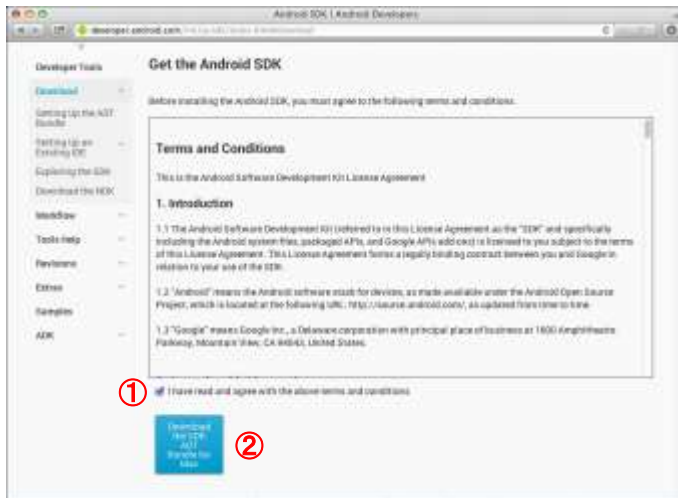 Android SDK | Android Developers
developer.android.com
Developer Tools
Download
Setting Up the ADT
Bundle
Setting Up an
Existing IDE
Exploring the SDK
Download the NDK
Workflow
Tools Help
Revisions
Extras
Samples
ADK
Get the Android SDK
Before installing the Android SDK, you must agree to the following terms and conditions.
Terms and Conditions
This is the Android Software Development Kit License Agreement
1. Introduction
1.1 The Android Software Development Kit (referred to in this License Agreement as the "SDK" and specifically
including the Android system files, packaged APIs, and Google APIs add-ons) is licensed to you subject to the terms
of this License Agreement. This License Agreement forms a legally binding contract between you and Google in
relation to your use of the SDK.
1.2 "Android" means the Android software stack for devices, as made available under the Android Open Source
Project, which is located at the following URL: http://source.android.com/, as updated from time to time.
1.3 "Google" means Google Inc., a Delaware corporation with principal place of business at 1600 Amphitheatre
Parkway, Mountain View, CA 94043, United States.
① I have read and agree with the above terms and conditions
Download
the SDK
ADT
Bundle for
Mac
②